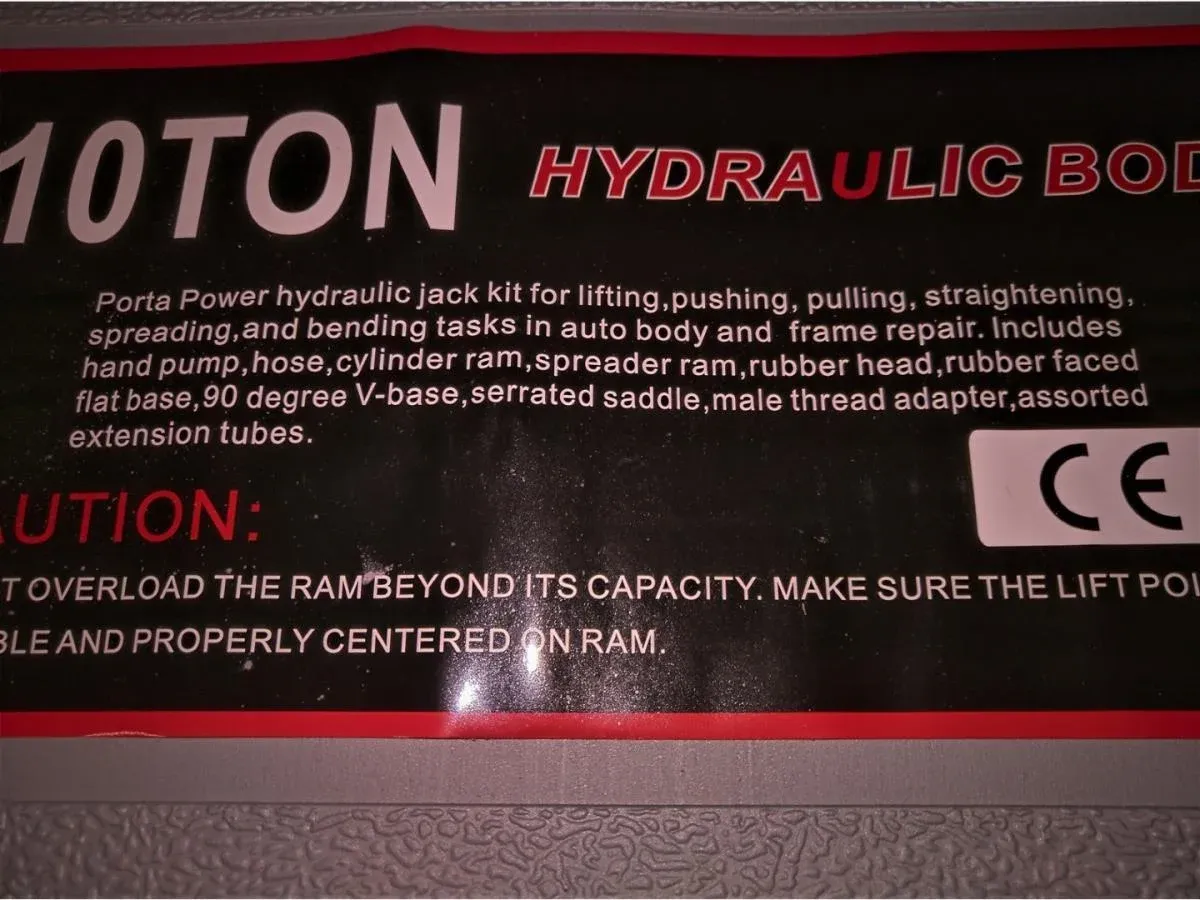 10TON
HYDRAULIC BOD
Porta Power hydraulic jack kit for lifting,pushing, pulling, straightening,
spreading,and bending tasks in auto body and frame repair. Includes
hand pump,hose,cylinder ram,spreader ram,rubber head,rubber faced
flat base,90 degree V-base,serrated saddle,male thread adapter,assorted
extension tubes.
CE
AUTION:
T OVERLOAD THE RAM BEYOND ITS CAPACITY. MAKE SURE THE LIFT POI
BLE AND PROPERLY CENTERED ON RAM.